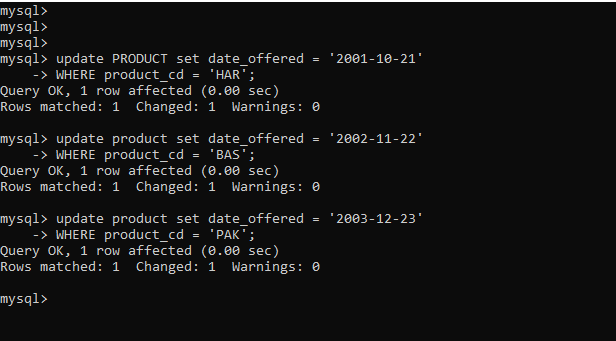 mysql>
mysql>
mysql>
mysql> update PRODUCT set date_offered = '2001-10-21'
    -> WHERE product_cd = 'HAR';
Query OK, 1 row affected (0.00 sec)
Rows matched: 1  Changed: 1  Warnings: 0
mysql> update product set date_offered = '2002-11-22'
    -> WHERE product_cd = 'BAS';
Query OK, 1 row affected (0.00 sec)
Rows matched: 1  Changed: 1  Warnings: 0
mysql> update product set date_offered = '2003-12-23'
    -> WHERE product_cd = 'PAK';
Query OK, 1 row affected (0.00 sec)
Rows matched: 1  Changed: 1  Warnings: 0
mysql>